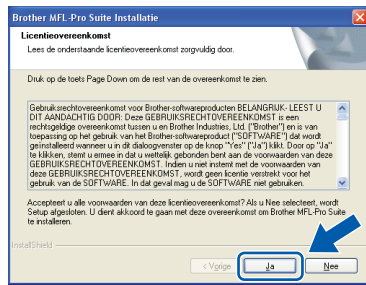 Brother MFL-Pro Suite Installatie
Licentieovereenkomst
Lees de onderstaande licentieovereenkomst zorgvuldig door.
Druk op de toets Page Down om de rest van de overeenkomst te zien.
Gebruiksrechtovereenkomst voor Brother-softwareproducten BELANGRIJK- LEEST U
DIT AANDACHTIG DOOR: Deze GEBRUIKSRECHTOVEREENKOMST is een
rechtsgeldige overeenkomst tussen u en Brother Industries, Ltd. ("Brother") en is van
toepassing op het gebruik van het Brother-softwareproduct ("SOFTWARE") dat wordt
geïnstalleerd wanneer u in dit dialoogvenster op de knop "Yes" ("Ja") klikt. Door op "Ja"
te klikken, stemt u ermee in dat u wettelijk gebonden bent aan de voorwaarden van deze
GEBRUIKSRECHTOVEREENKOMST. Indien u niet instemt met de voorwaarden van deze
GEBRUIKSRECHTOVEREENKOMST, wordt geen licentie verstrekt voor het
gebruik van de SOFTWARE. In dat geval mag u de SOFTWARE niet gebruiken.
Accepteert u alle voorwaarden van deze licentieovereenkomst? Als u Nee selecteert, wordt
Setup afgesloten. U dient akkoord te gaan met deze overeenkomst om Brother MFL-Pro Suite
te installeren.
InstallShield
< Vorige
Ja
Nee